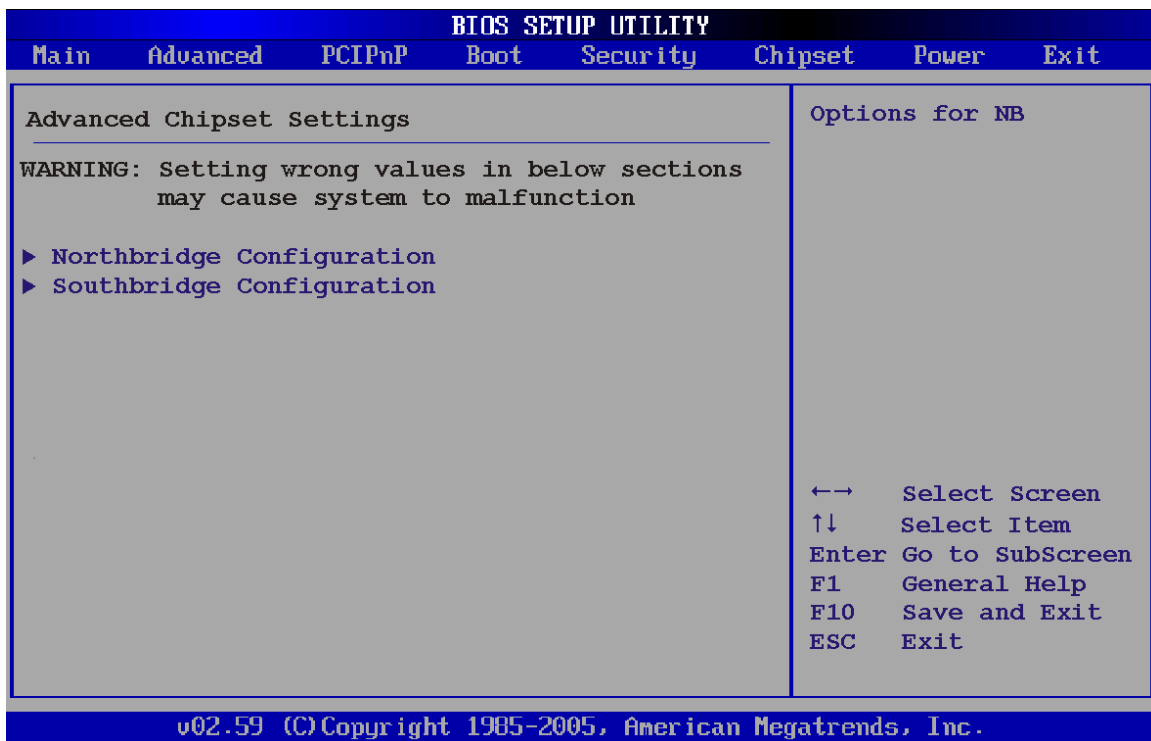 BIOS SETUP UTILITY
Main Advanced PCIPnP Boot Security Chipset Power Exit
Advanced Chipset Settings
WARNING: Setting wrong values in below sections
may cause system to malfunction
▶ Northbridge Configuration
▶ Southbridge Configuration
Options for NB
←→ Select Screen
↑↓ Select Item
Enter Go to SubScreen
F1 General Help
F10 Save and Exit
ESC Exit
v02.59 (C)Copyright 1985-2005, American Megatrends, Inc.